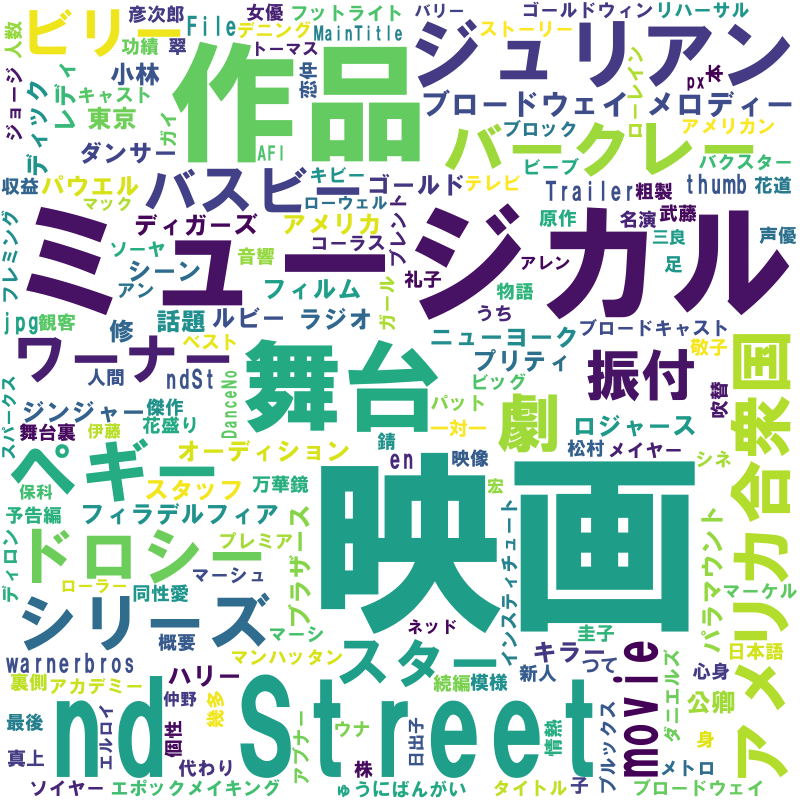 彦次郎 女優 フットライト バリー ゴールドウィン リハーサル
人数 ビリー 功績 翠 File デニング MainTitle ストーリー
ジョージ ディック レディ 小林 キャスト トーマス 恋仲 作品 ジュリアン px 本 ローレイン
東京 ガイ AFI ブロードウェイ メロディー
ダンサー キビー ブロック バークレー アメリカン
収益 パウエル マック バスビー ローウェル ゴールド テレビ ビーブ バクスター
Trailer 粗製 thumb 花道
フレミング ディガーズ アメリカ コーラス ブレント 原作 名演 武藤 声優
ミュージカル
ソーヤ 音響 アレン 三良
アン シーン 礼子 足
フィルム ガール 物語 うち
jpg 観客 修 話題 ルビー ラジオ ニューヨーク ブロードキャスト
ワーナー ベスト 舞台 プリティ 振付 敬子 アメリカ合衆国
スパークス 人間 ndSt DanceNo ビッグ 吹替
ジンジャー 傑作 パット 劇 ロジャース
舞台裏 伊藤 花盛り 一対一
ペギー オーディション 錆 松村 メイヤー
保科 スタッフ 万華鏡 en 映像 宏 シネ
予告編 フィラデルフィア 映画
ディロン ドロシー プレミア ブラザース インスティチュート パラマウント
ローラー マーシュ 同性愛 マーケル
シリーズ 概要 マーシ ネッド 圭子 日本語
warnerbros ハリー マンハッタン スター キラー つて ダニエルズ 心身
裏側 アカデミー 続編 模様 新人 movie 公卿
最後 エルロイ 仲野 幾多 nd Street
真上 個性 アブナー ウナ 日出子 情熱 ブルックス 身
代わり 株 メトロ
ソイヤー エポックメイキング ゅうにばんがい タイトル 子 ブロードウェイ